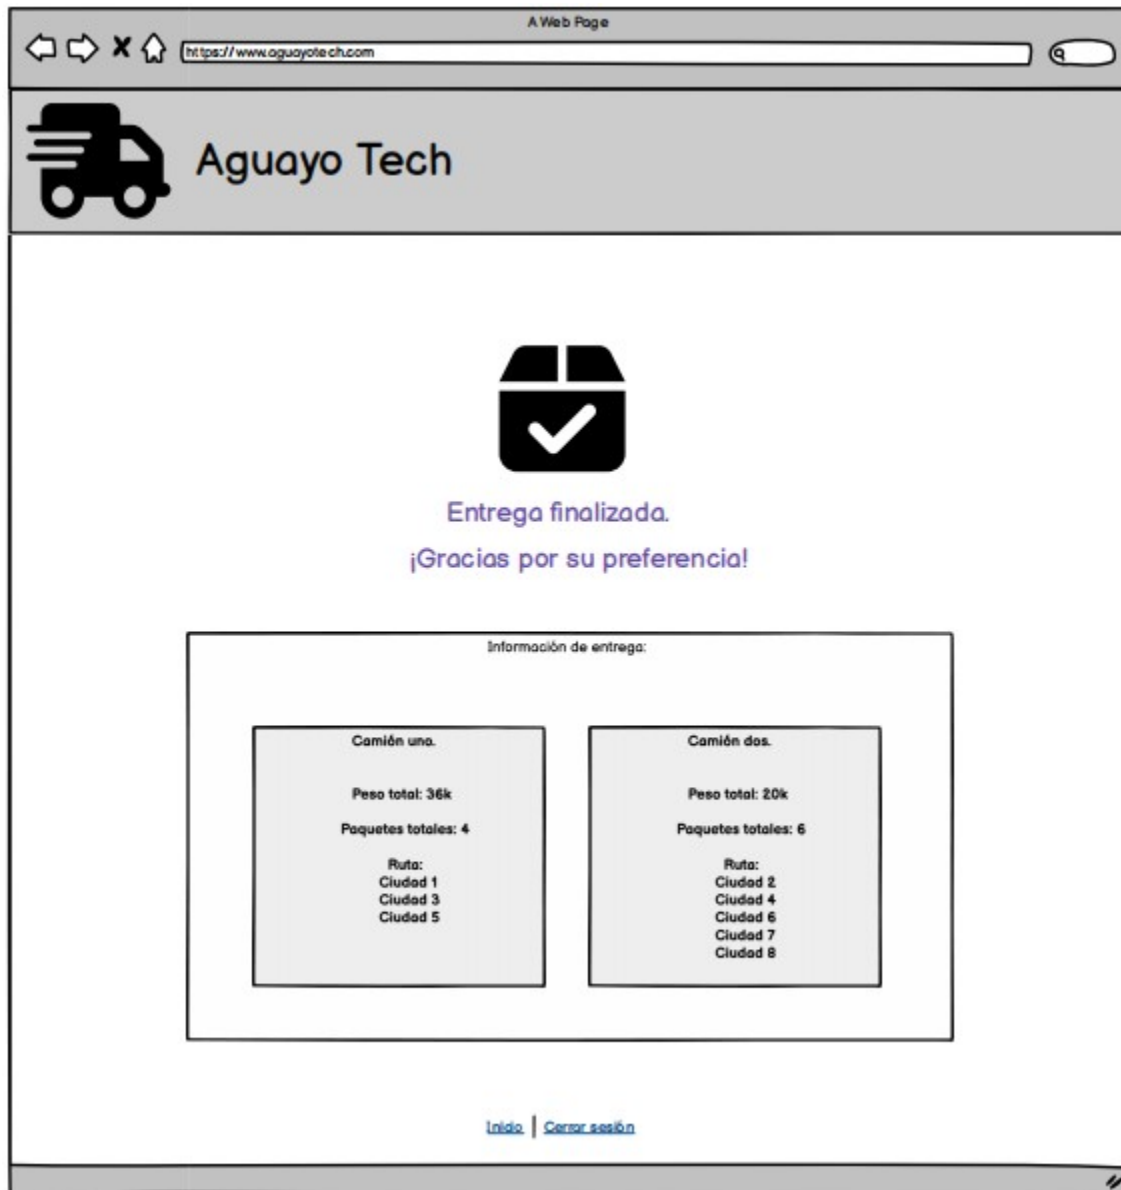 A Web Page
https://www.aguayotech.com
Aguayo Tech
Entrega finalizada.
¡Gracias por su preferencia!
Información de entrega:
Camión uno.
Peso total: 36k
Paquetes totales: 4
Ruta:
Ciudad 1
Ciudad 3
Ciudad 5
Camión dos.
Peso total: 20k
Paquetes totales: 6
Ruta:
Ciudad 2
Ciudad 4
Ciudad 6
Ciudad 7
Ciudad 8
Inicio | Cerrar sesión